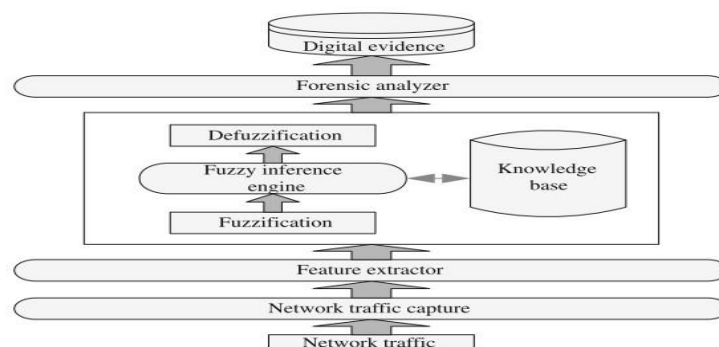 Digital evidence
Forensic analyzer
Defuzzification
Fuzzy inference
engine
Knowledge
base
Fuzzification
Feature extractor
Network traffic capture
Network traffic